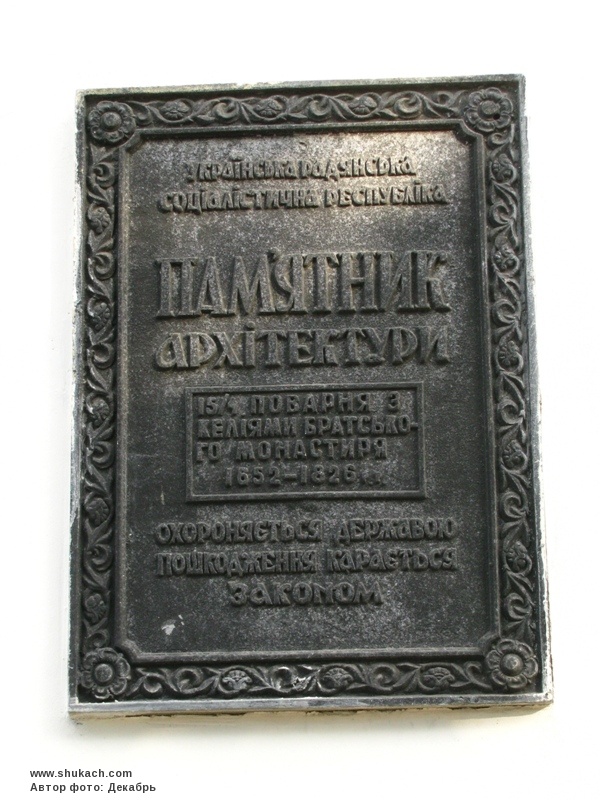 УКРАЇНСЬКА РАДЯНСЬКА
СОЦІАЛІСТИЧНА РЕСПУБЛІКА
ПАМ'ЯТНИК
АРХІТЕКТУРИ
15/4 ПОВАРНЯ З
КЕЛІЯМИ БРАТСЬКО-
ГО МОНАСТИРЯ
1652–1826 р.р.
ОХОРОНЯЄТЬСЯ ДЕРЖАВОЮ
ПОШКОДЖЕННЯ КАРАЄТЬСЯ
ЗАКОНОМ
www.shukach.com
Автор фото: Декабрь